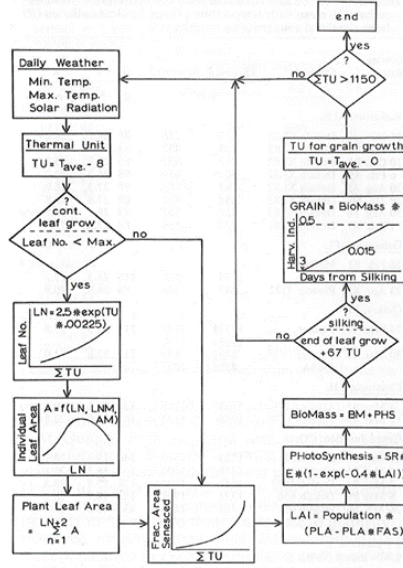 end
yes
?
ΣTU > 1150
no
TU for grain growth
TU = Tave. - 0
GRAIN = BioMass *
0.5
Harv. Ind.
0.015
3
Days from Silking
yes
?
silking
end of leaf grow
+67 TU
no
BioMass = BM + PHS
PHotoSynthesis = SR*
E*(1-exp(-0.4*LAI))
LAI = Population *
(PLA - PLA*FAS)
Daily Weather
Min. Temp.
Max. Temp.
Solar Radiation
Thermal Unit
TU = Tave. - 8
?
cont.
leaf grow
Leaf No. < Max.
no
yes
LN = 2.5*exp(TU
*.00225)
Leaf No.
ΣTU
Individual
Leaf Area
A = f(LN, LNM,
AM)
LN
Plant Leaf Area
LN+2
= Σ A
n=1
Frac. Area
Senesced
ΣTU